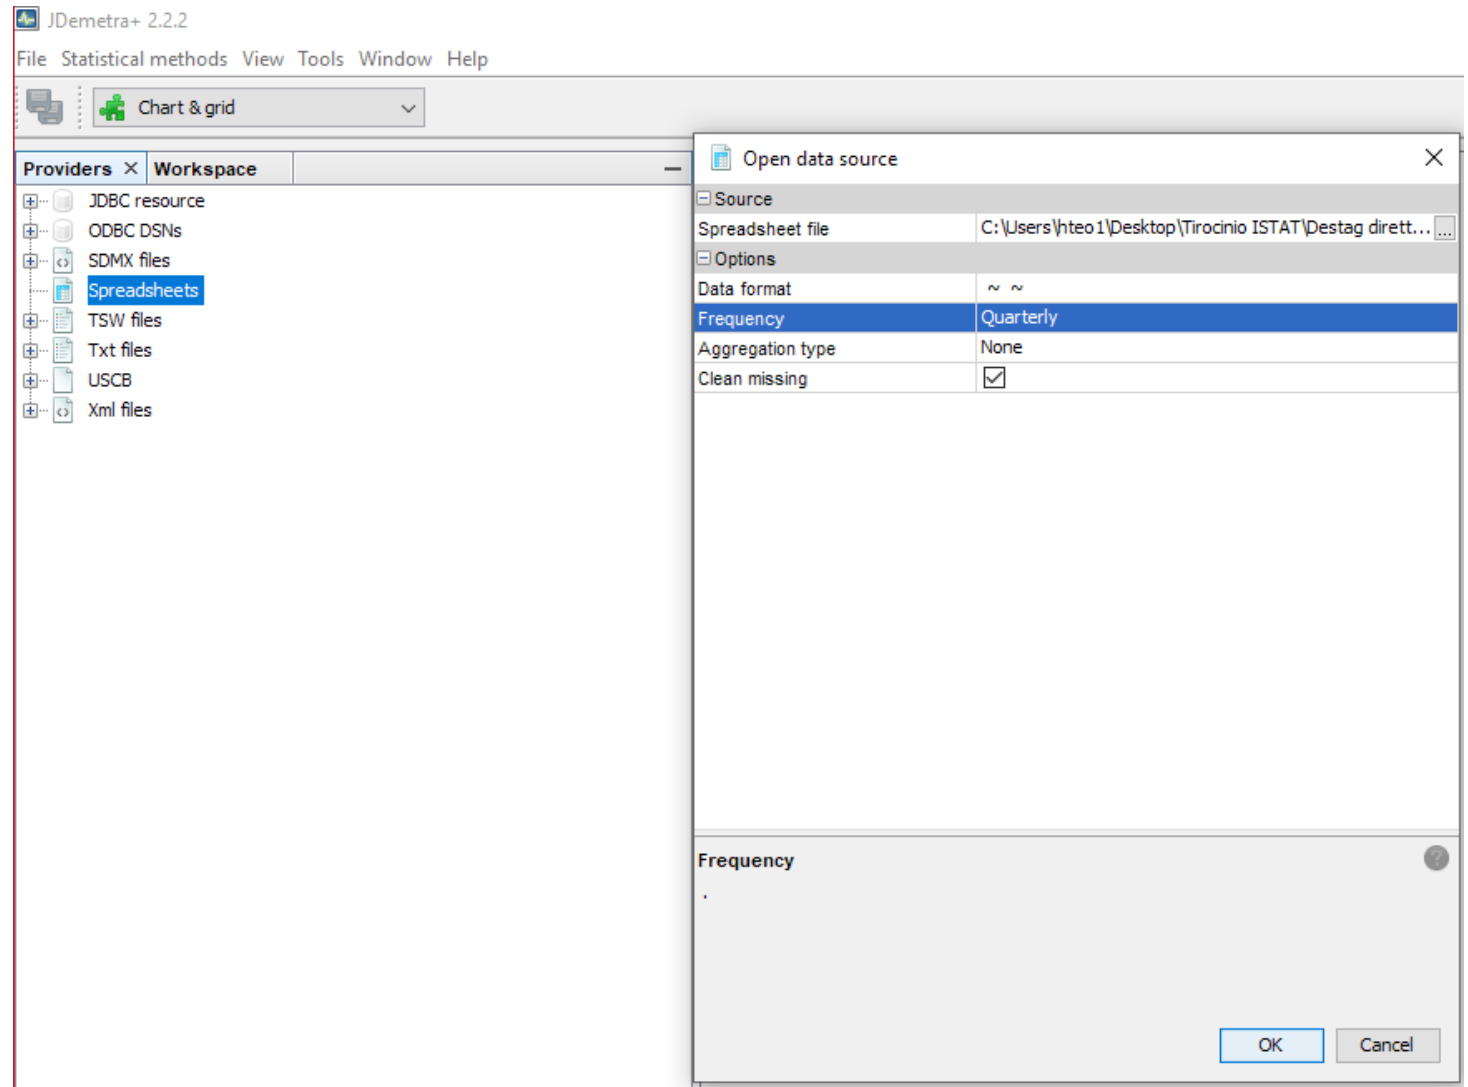 JDemetra+ 2.2.2
File Statistical methods View Tools Window Help
Chart & grid
Providers Workspace
JDBC resource
ODBC DSNs
SDMX files
Spreadsheets
TSW files
Txt files
USCB
Xml files
Open data source
Source
Spreadsheet file C:\Users\hteo1\Desktop\Tirocinio ISTAT\Destag dirett... ...
Options
Data format ~ ~
Frequency Quarterly
Aggregation type None
Clean missing
Frequency
.
OK Cancel